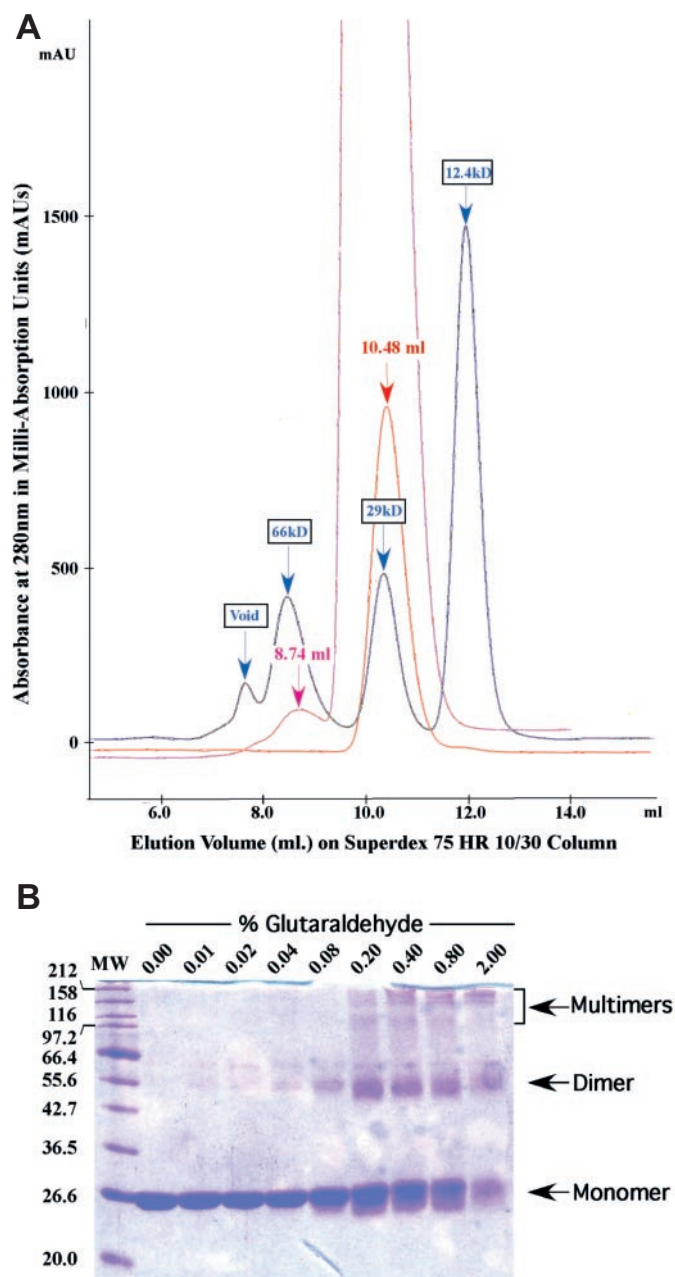 A
mAU
Absorbance at 280nm in Milli-Absorption Units (mAUs)
1500
1000
500
0
12.4kD
10.48 ml
29kD
66kD
Void
8.74 ml
6.0
8.0
10.0
12.0
14.0
ml
Elution Volume (ml.) on Superdex 75 HR 10/30 Column
B
% Glutaraldehyde
MW
0.00
0.01
0.02
0.04
0.08
0.20
0.40
0.80
2.00
212
158
116
97.2
66.4
55.6
42.7
36.5
26.6
20.0
Multimers
Dimer
Monomer